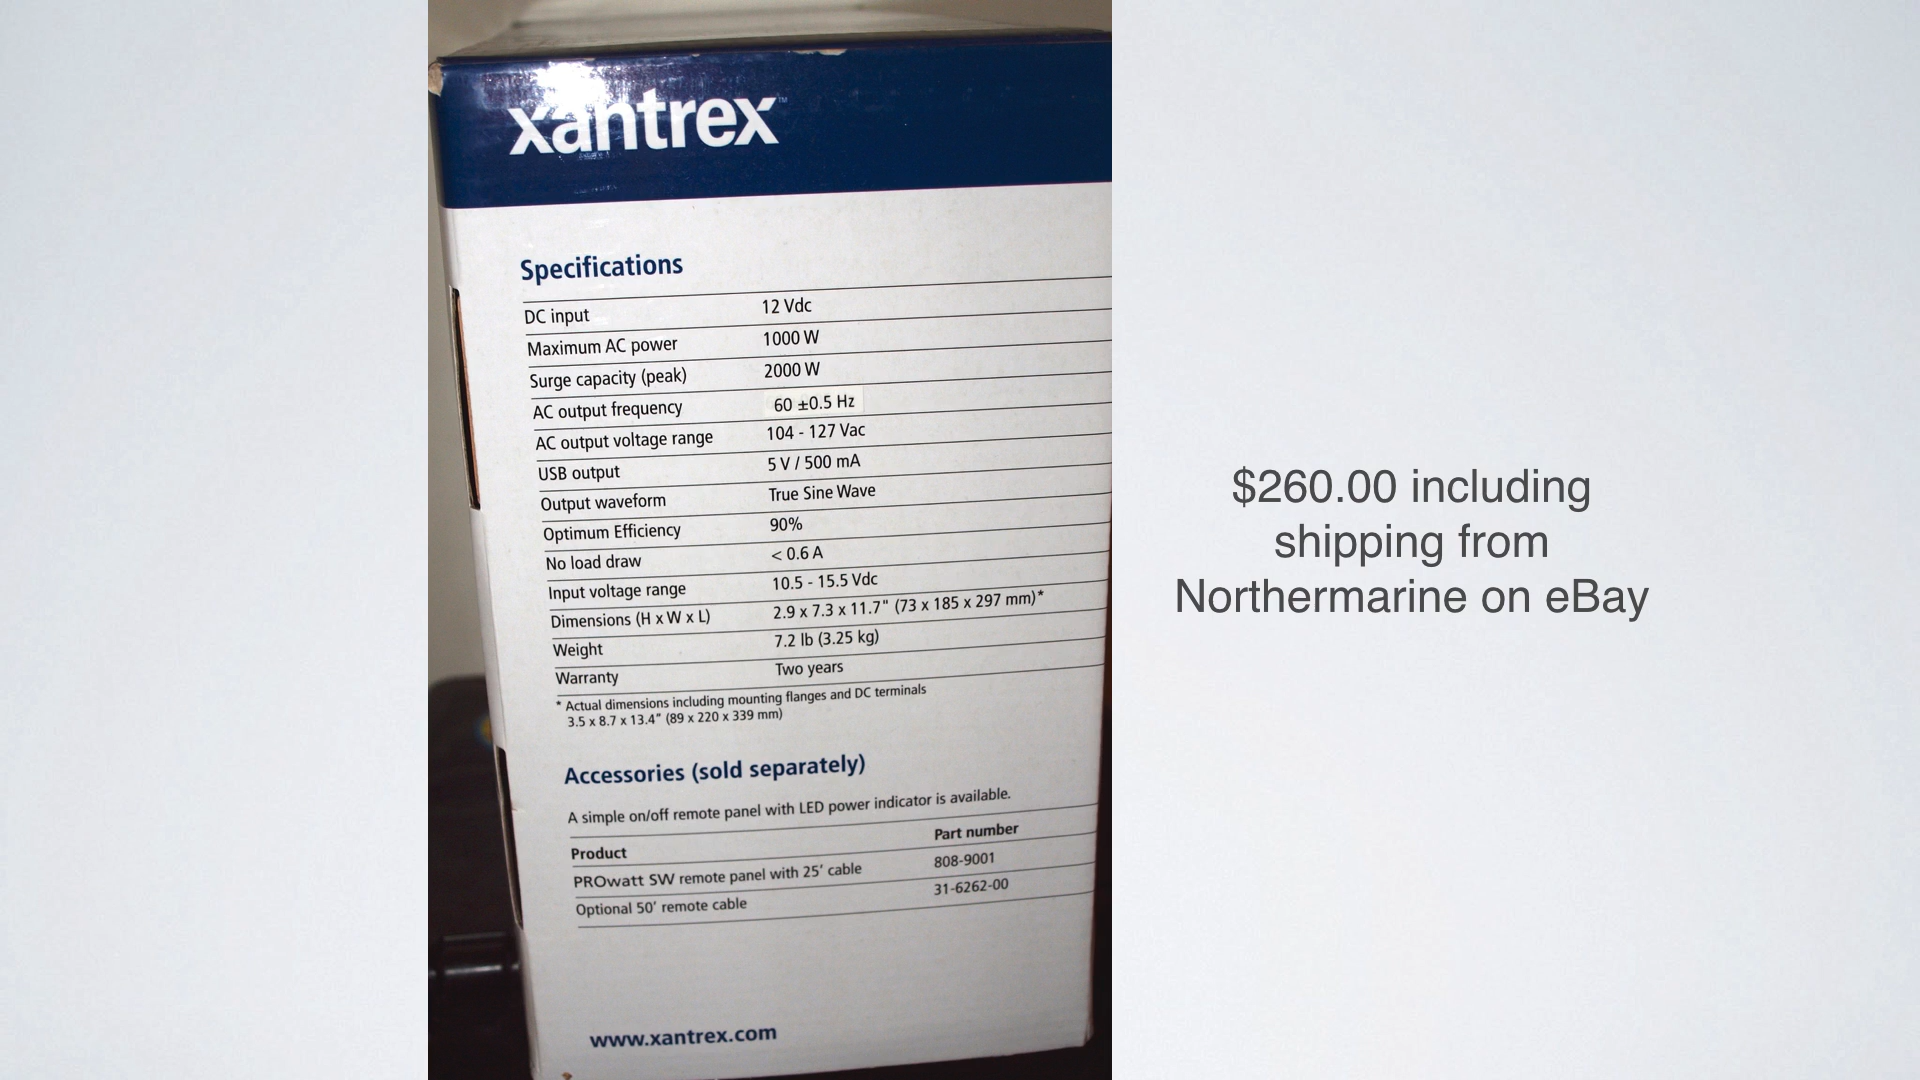 xantrex™
Specifications
DC input 12 Vdc
Maximum AC power 1000 W
Surge capacity (peak) 2000 W
AC output frequency 60 ±0.5 Hz
AC output voltage range 104 - 127 Vac
USB output 5 V / 500 mA
Output waveform True Sine Wave
Optimum Efficiency 90%
No load draw < 0.6 A
Input voltage range 10.5 - 15.5 Vdc
Dimensions (H x W x L) 2.9 x 7.3 x 11.7" (73 x 185 x 297 mm)*
Weight 7.2 lb (3.25 kg)
Warranty Two years
* Actual dimensions including mounting flanges and DC terminals
3.5 x 8.7 x 13.4" (89 x 220 x 339 mm)
Accessories (sold separately)
A simple on/off remote panel with LED power indicator is available.
Product Part number
PROwatt SW remote panel with 25' cable 808-9001
Optional 50' remote cable 31-6262-00
www.xantrex.com
$260.00 including
shipping from
Northermarine on eBay